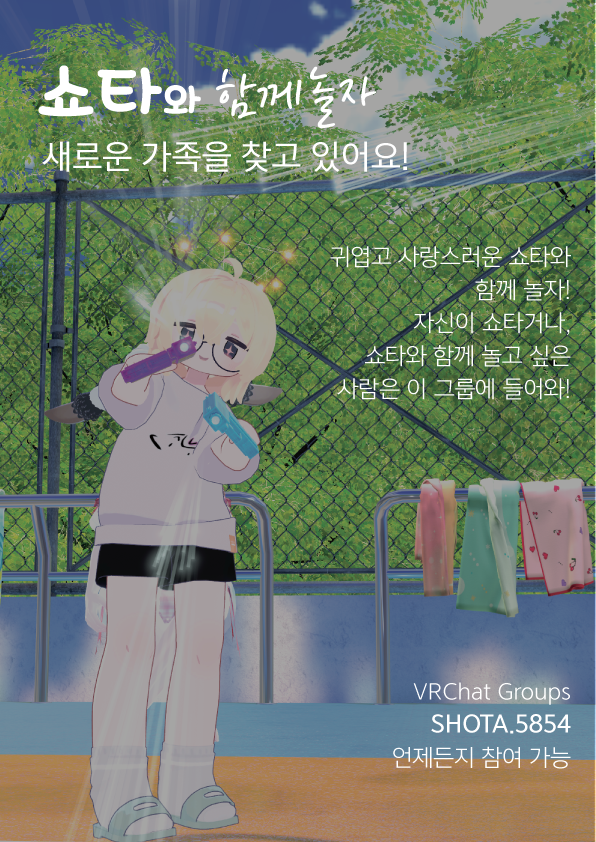 쇼타와 함께놀자
새로운 가족을 찾고 있어요!
귀엽고 사랑스러운 쇼타와
함께 놀자!
자신이 쇼타거나,
쇼타와 함께 놀고 싶은
사람은 이 그룹에 들어와!
VRChat Groups
SHOTA.5854
언제든지 참여 가능